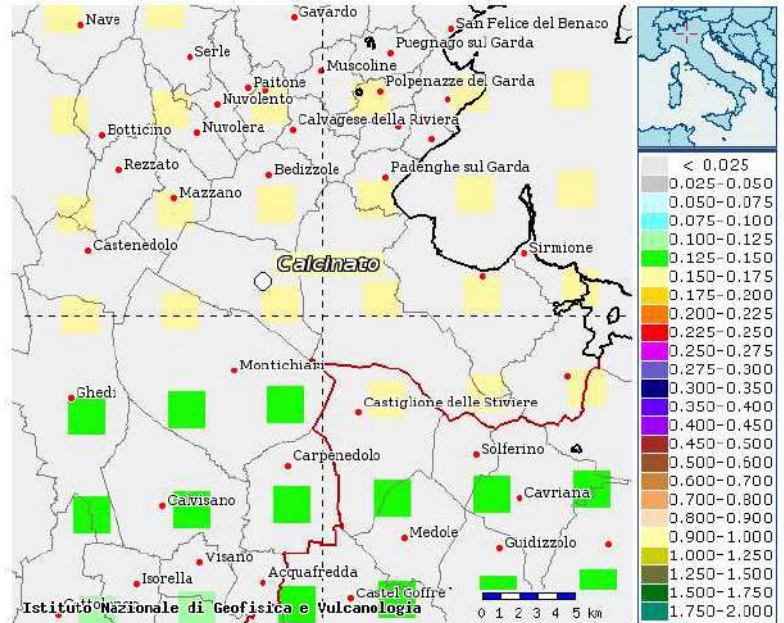 Nave
Gavardo
San Felice del Benaco
Serle
Puegnago sul Garda
Muscoline
Paitone
Polpenazze del Garda
Nuvolento
Botticino
Nuvolera
Calvagese della Riviera
Rezzato
Bedizzole
Padenghe sul Garda
Mazzano
Castenedolo
Sirmione
Calcinato
Montichiari
Ghedi
Castiglione delle Stiviere
Solferino
Carpenedolo
Calvisano
Cavriana
Medole
Guidizzolo
Visano
Isorella
Acquafredda
Castel Goffre
Istituto Nazionale di Geofisica e Vulcanologia
0 1 2 3 4 5 km
< 0.025
0.025-0.050
0.050-0.075
0.075-0.100
0.100-0.125
0.125-0.150
0.150-0.175
0.175-0.200
0.200-0.225
0.225-0.250
0.250-0.275
0.275-0.300
0.300-0.350
0.350-0.400
0.400-0.450
0.450-0.500
0.500-0.600
0.600-0.700
0.700-0.800
0.800-0.900
0.900-1.000
1.000-1.250
1.250-1.500
1.500-1.750
1.750-2.000